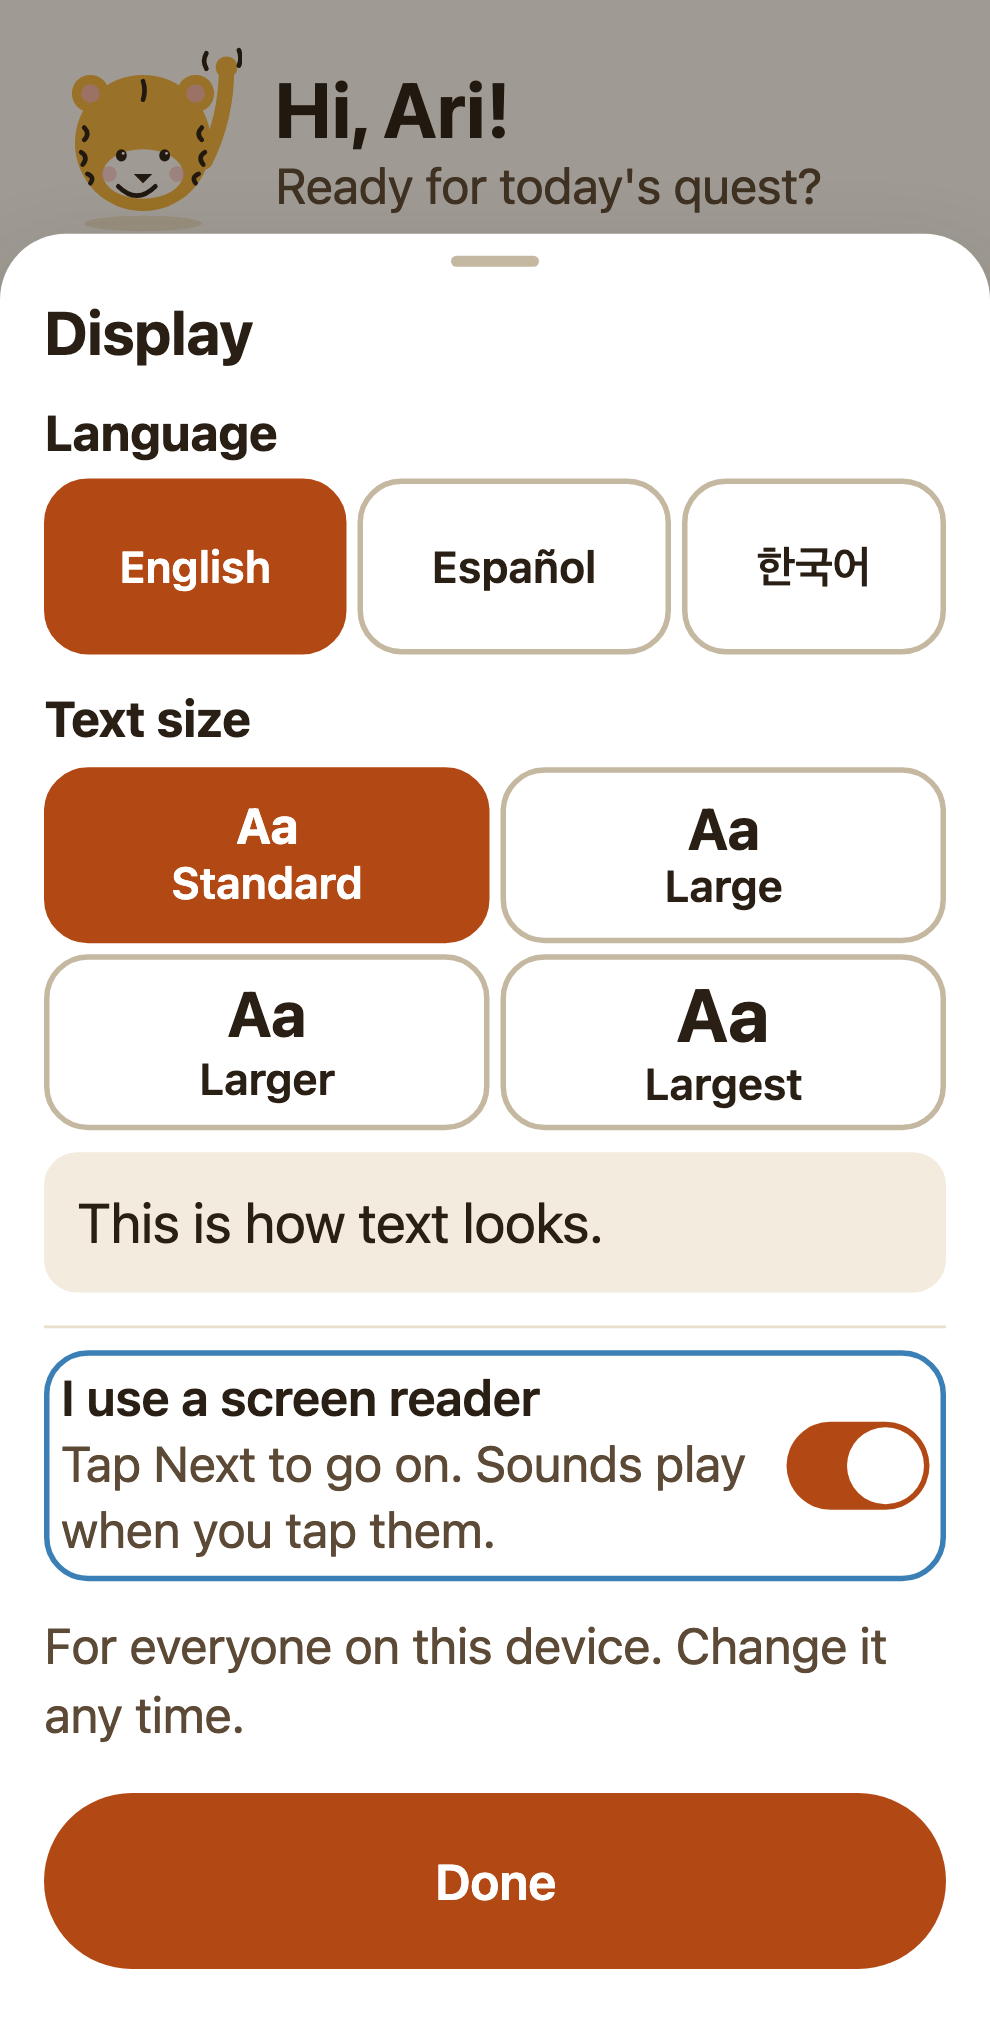 Hi, Ari!
Ready for today's quest?
Display
Language
English
Español
한국어
Text size
Aa
Standard
Aa
Large
Aa
Larger
Aa
Largest
This is how text looks.
I use a screen reader
Tap Next to go on. Sounds play
when you tap them.
For everyone on this device. Change it
any time.
Done